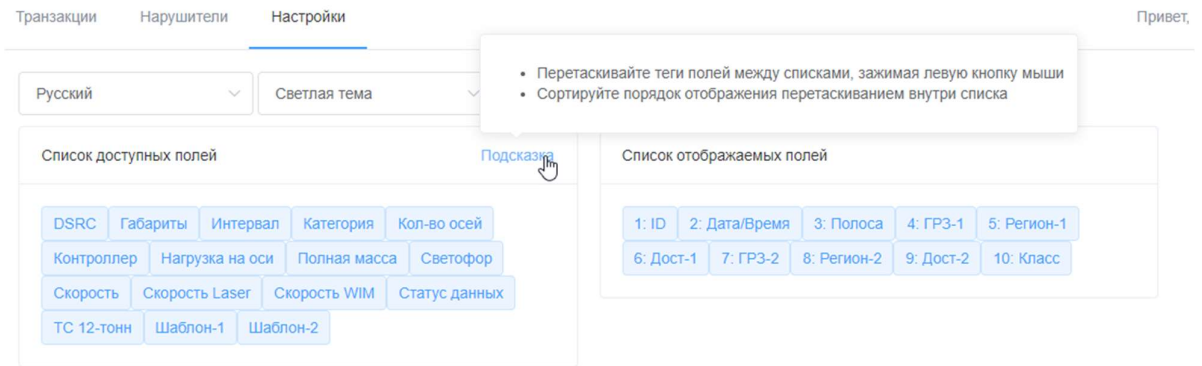 Транзакции Нарушители Настройки Привет,
• Перетаскивайте теги полей между списками, зажимая левую кнопку мыши
• Сортируйте порядок отображения перетаскиванием внутри списка
Русский Светлая тема
Список доступных полей Подсказка
DSRC Габариты Интервал Категория Кол-во осей
Контроллер Нагрузка на оси Полная масса Светофор
Скорость Скорость Laser Скорость WIM Статус данных
ТС 12-тонн Шаблон-1 Шаблон-2
Список отображаемых полей
1: ID 2: Дата/Время 3: Полоса 4: ГРЗ-1 5: Регион-1
6: Дост-1 7: ГРЗ-2 8: Регион-2 9: Дост-2 10: Класс